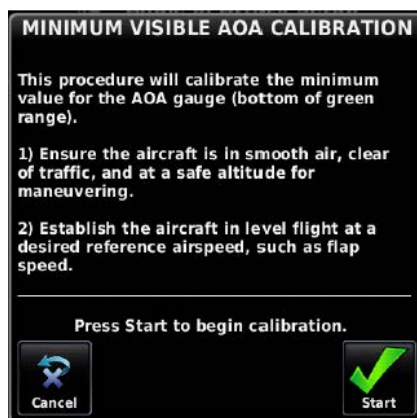 MINIMUM VISIBLE AOA CALIBRATION
This procedure will calibrate the minimum
value for the AOA gauge (bottom of green
range).
1) Ensure the aircraft is in smooth air, clear
of traffic, and at a safe altitude for
maneuvering.
2) Establish the aircraft in level flight at a
desired reference airspeed, such as flap
speed.
Press Start to begin calibration.
Cancel
Start